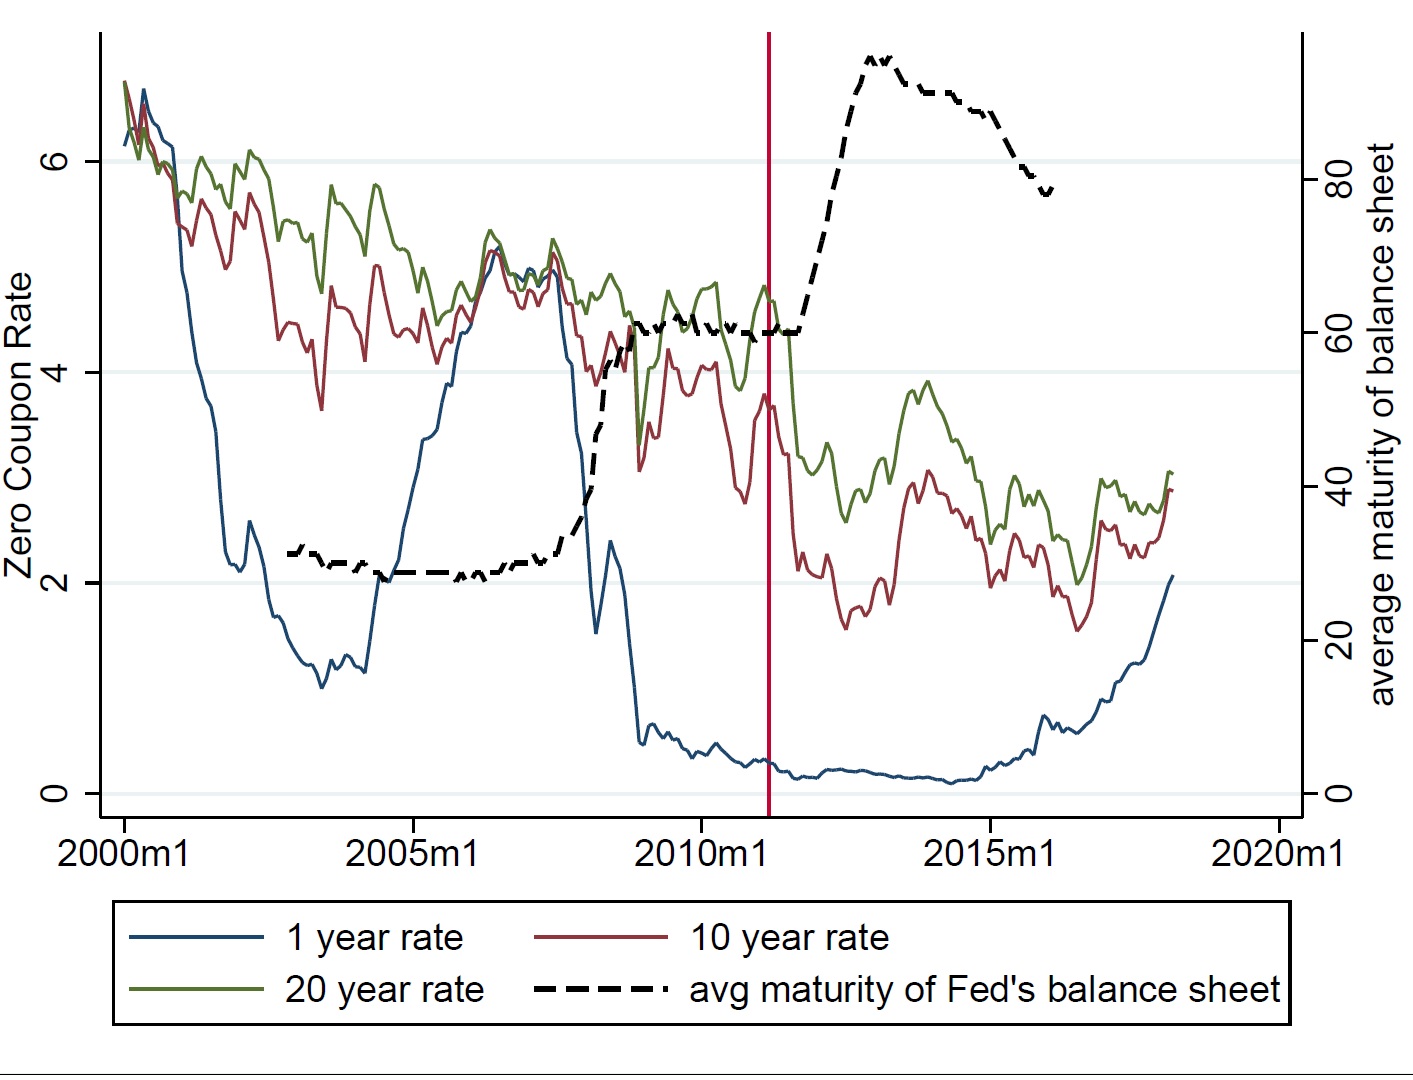 Zero Coupon Rate
6
4
2
0
80
60
40
20
0
average maturity of balance sheet
2000m1 2005m1 2010m1 2015m1 2020m1
1 year rate 10 year rate
20 year rate avg maturity of Fed's balance sheet